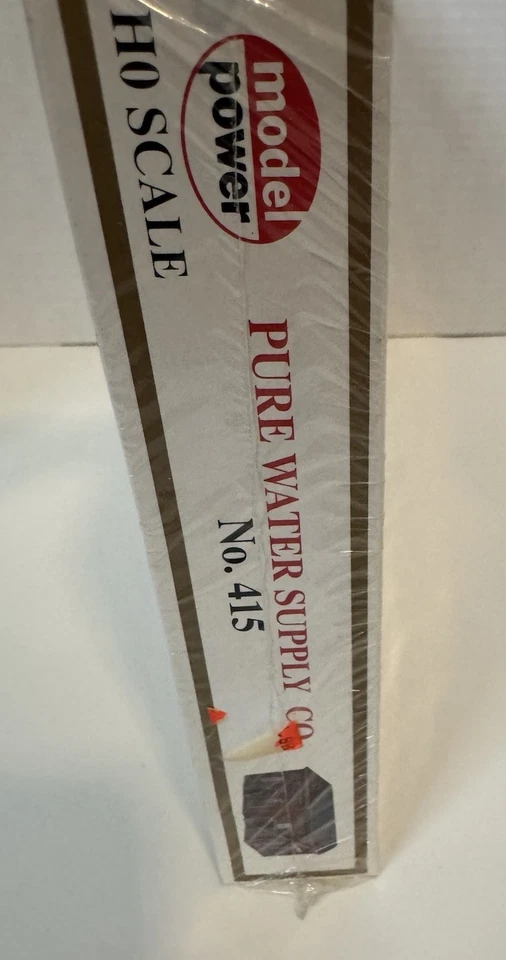 model
power
HO SCALE
PURE WATER SUPPLY CO
No. 415